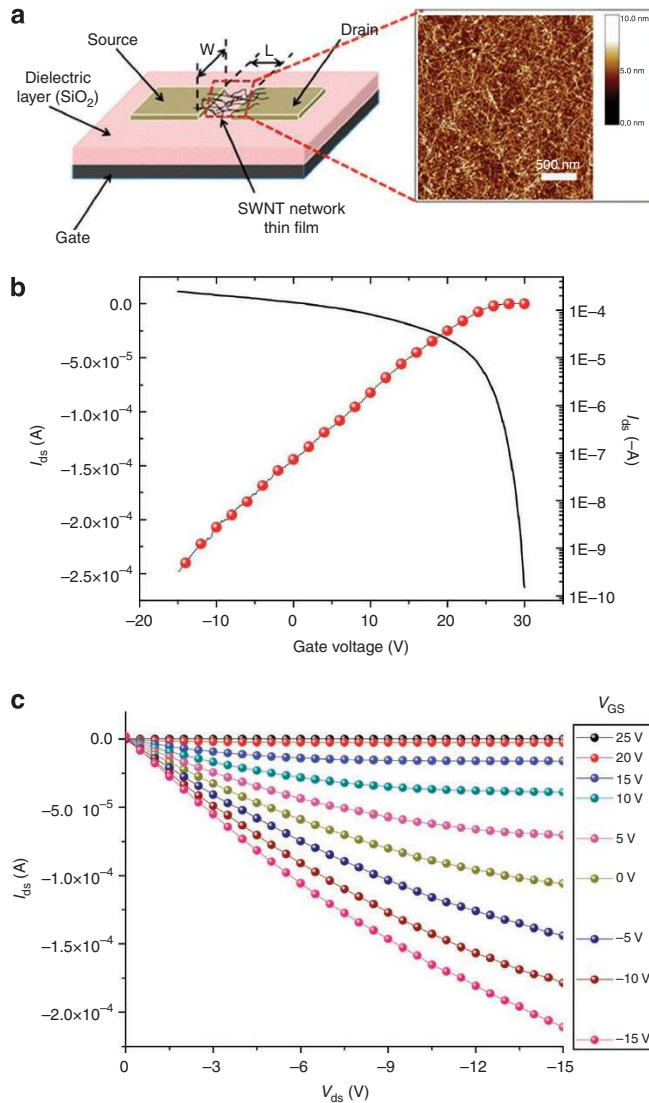 a
Source
W
L
Drain
Dielectric
layer (SiO₂)
Gate
SWNT network
thin film
10.0 nm
5.0 nm
0.0 nm
500 nm
b
0.0
−5.0×10⁻⁵
−1.0×10⁻⁴
−1.5×10⁻⁴
−2.0×10⁻⁴
−2.5×10⁻⁴
I_ds (A)
1E−4
1E−5
1E−6
1E−7
1E−8
1E−9
1E−10
I_ds (−A)
−20 −10 0 10 20 30
Gate voltage (V)
c
0.0
−5.0 10⁻⁵
−1.0×10⁻⁴
−1.5×10⁻⁴
−2.0×10⁻⁴
I_ds (A)
0 −3 −6 −9 −12 −15
V_ds (V)
V_GS
25 V
20 V
15 V
10 V
5 V
0 V
−5 V
−10 V
−15 V